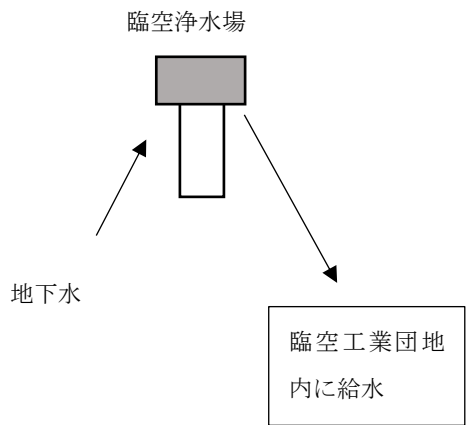 臨空浄水場
地下水
臨空工業団地
内に給水